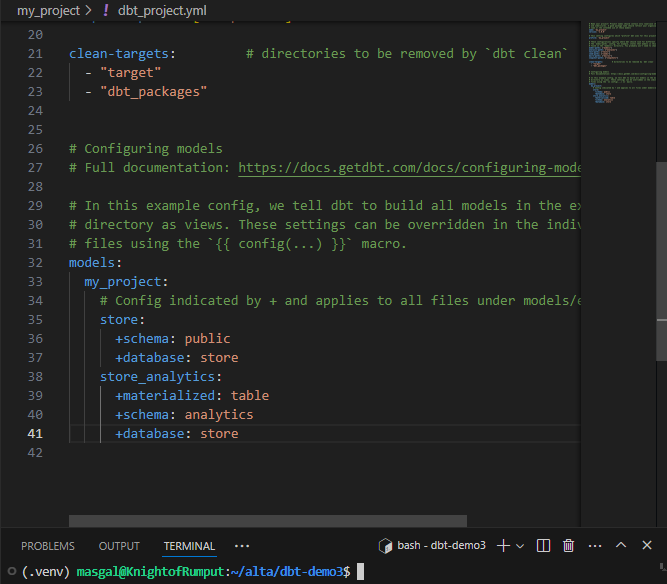 my_project > ! dbt_project.yml
20
21 clean-targets: # directories to be removed by `dbt clean`
22 - "target"
23 - "dbt_packages"
24
25
26 # Configuring models
27 # Full documentation: https://docs.getdbt.com/docs/configuring-mode
28
29 # In this example config, we tell dbt to build all models in the ex
30 # directory as views. These settings can be overridden in the indiv
31 # files using the `{{ config(...) }}` macro.
32 models:
33 my_project:
34 # Config indicated by + and applies to all files under models/e
35 store:
36 +schema: public
37 +database: store
38 store_analytics:
39 +materialized: table
40 +schema: analytics
41 +database: store
42
PROBLEMS OUTPUT TERMINAL ... bash - dbt-demo3
(.venv) masgal@KnightofRumput:~/alta/dbt-demo3$